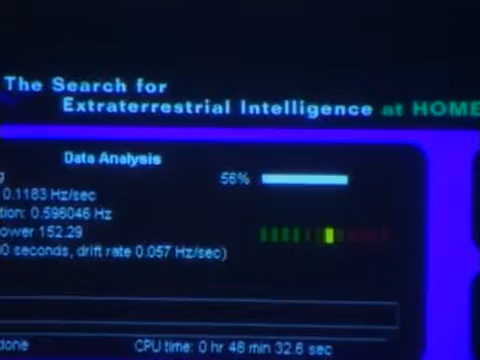 The Search for
Extraterrestrial Intelligence at HOME
Data Analysis
56%
0.1183 Hz/sec
tion: 0.596046 Hz
ower 152.29
0 seconds, drift rate 0.057 Hz/sec)
done
CPU time: 0 hr 48 min 32.6 sec